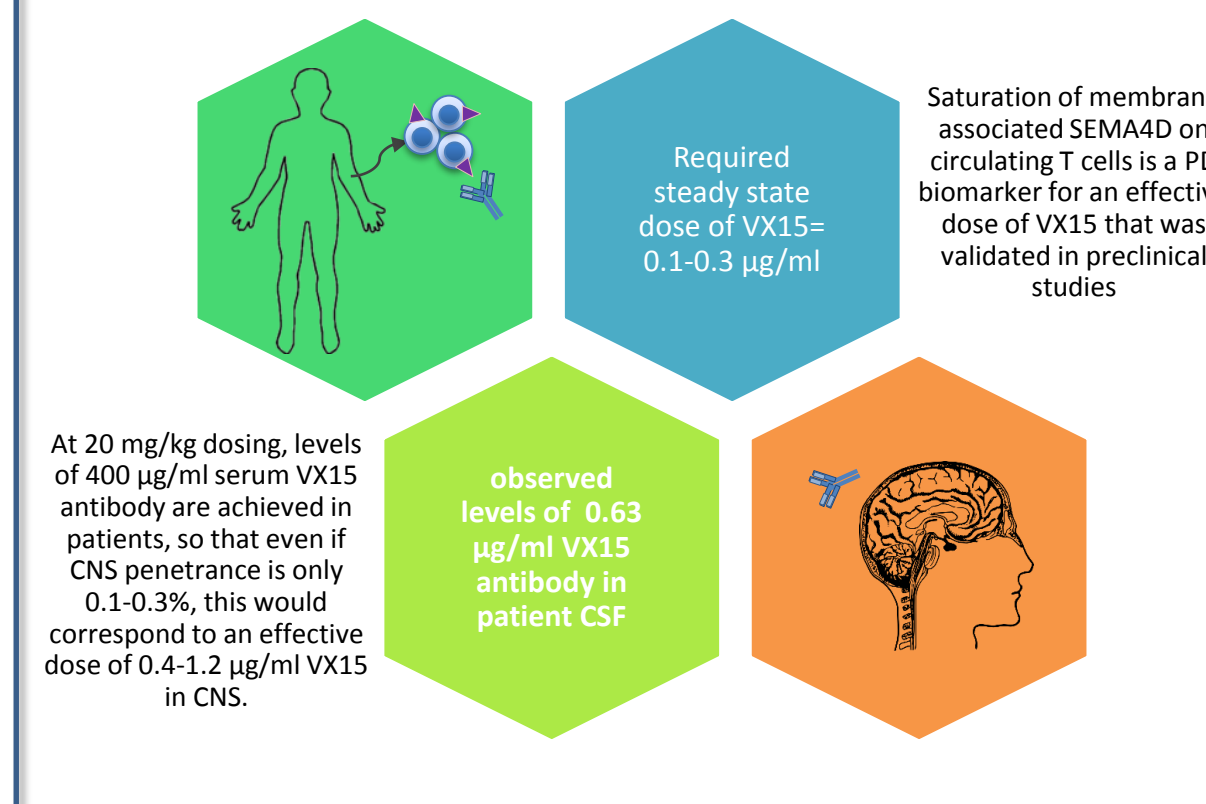 Required
steady state
dose of VX15=
0.1-0.3 µg/ml
Saturation of membran
associated SEMA4D on
circulating T cells is a PD
biomarker for an effectiv
dose of VX15 that was
validated in preclinical
studies
At 20 mg/kg dosing, levels
of 400 µg/ml serum VX15
antibody are achieved in
patients, so that even if
CNS penetrance is only
0.1-0.3%, this would
correspond to an effective
dose of 0.4-1.2 µg/ml VX15
in CNS.
observed
levels of 0.63
µg/ml VX15
antibody in
patient CSF